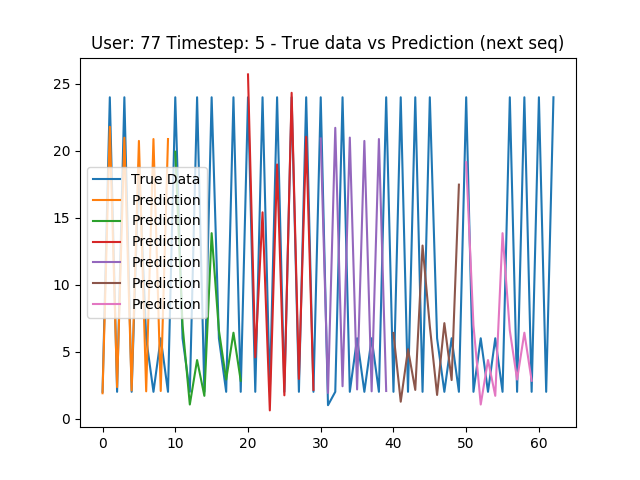 User: 77 Timestep: 5 - True data vs Prediction (next seq)
25
20
15
10
5
0
True Data
Prediction
Prediction
Prediction
Prediction
Prediction
Prediction
0 10 20 30 40 50 60